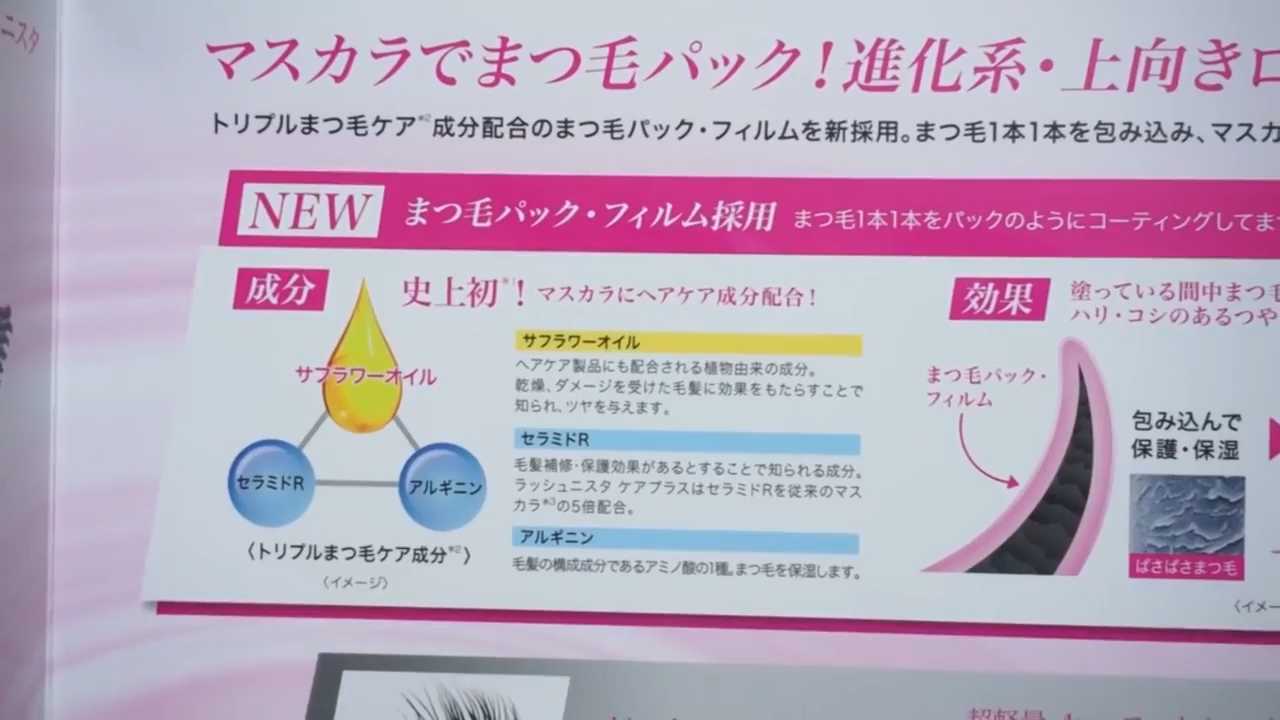 ニスタ
マスカラでまつ毛パック!進化系・上向き
トリプルまつ毛ケア※2成分配合のまつ毛パック・フィルムを新採用。まつ毛1本1本を包み込み、マスカ
NEW まつ毛パック・フィルム採用 まつ毛1本1本をパックのようにコーティングしてま
成分 史上初※1! マスカラにヘアケア成分配合!
サフラワーオイル
セラミドR
アルギニン
〈トリプルまつ毛ケア成分※2〉
〈イメージ〉
サフラワーオイル
ヘアケア製品にも配合される植物由来の成分。
乾燥、ダメージを受けた毛髪に効果をもたらすことで
知られ、ツヤを与えます。
セラミドR
毛髪補修・保護効果があるとすることで知られる成分。
ラッシュニスタ ケアプラスはセラミドRを従来のマス
カラ※3の5倍配合。
アルギニン
毛髪の構成成分であるアミノ酸の1種。まつ毛を保湿します。
効果 塗っている間中まつ毛
ハリ・コシのあるつや
まつ毛パック・
フィルム
包み込んで
保護・保湿
ぱさぱさまつ毛
〈イメー